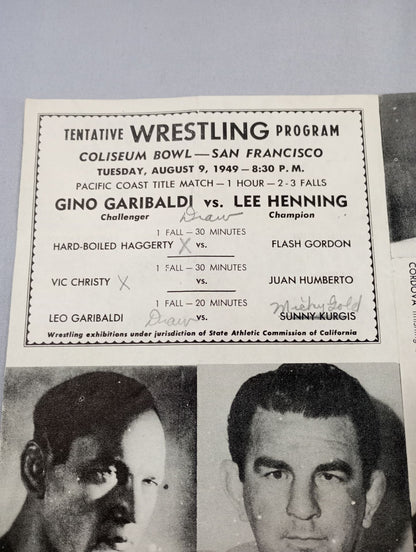 TENTATIVE WRESTLING PROGRAM
COLISEUM BOWL—SAN FRANCISCO
TUESDAY, AUGUST 9, 1949—8:30 P. M.
PACIFIC COAST TITLE MATCH—1 HOUR—2-3 FALLS
GINO GARIBALDI vs. LEE HENNING
Challenger Draw Champion
1 FALL—30 MINUTES
HARD-BOILED HAGGERTY X vs. FLASH GORDON
1 FALL—30 MINUTES
VIC CHRISTY X vs. JUAN HUMBERTO
1 FALL—20 MINUTES
Micky Gold
LEO GARIBALDI Draw vs. SUNNY KURGIS
Wrestling exhibitions under jurisdiction of State Athletic Commission of California
CORDOVA